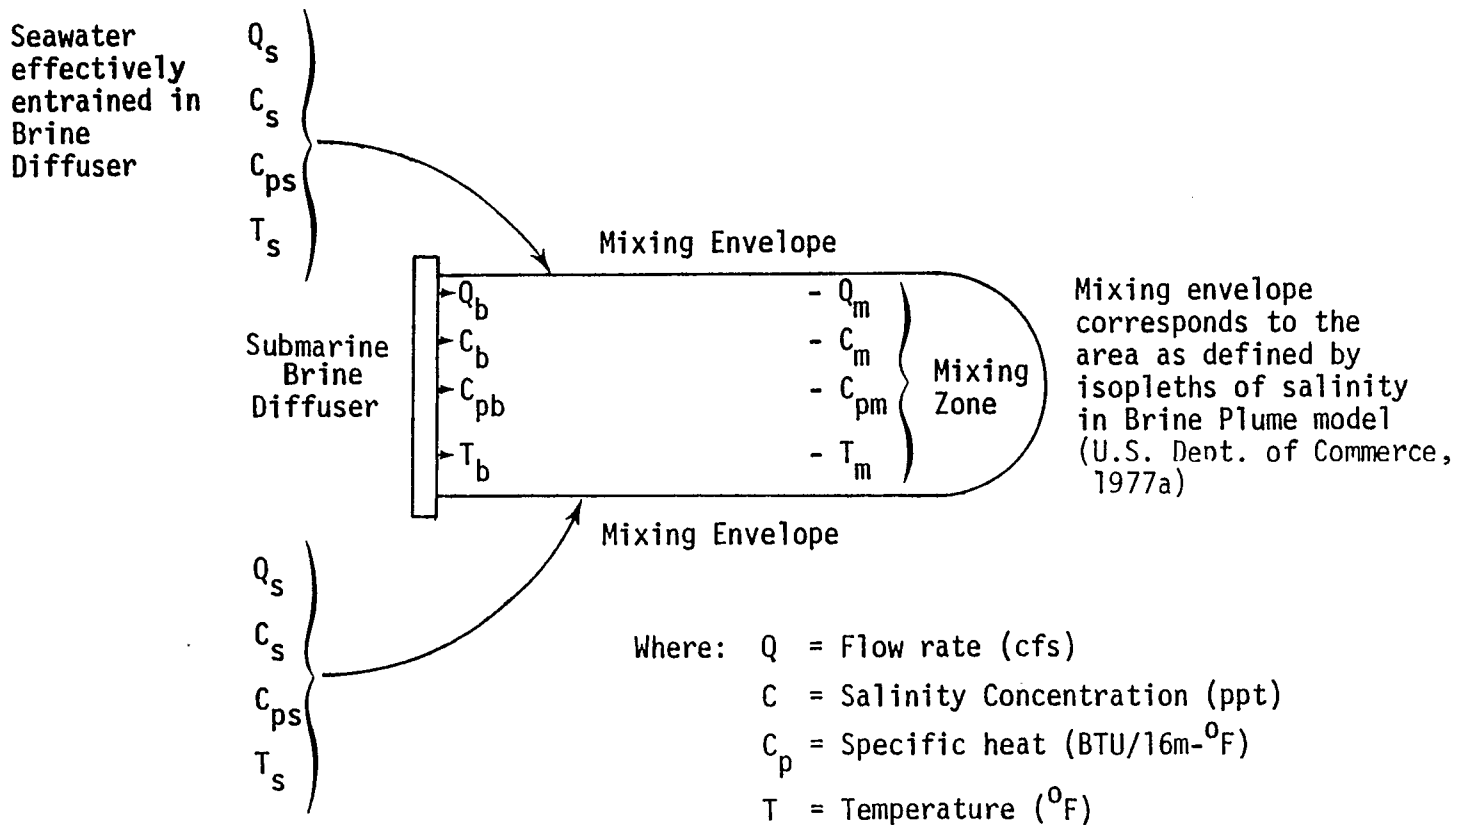 Seawater
effectively
entrained in
Brine
Diffuser
Q_s
C_s
C_ps
T_s
Mixing Envelope
Submarine
Brine
Diffuser
Q_b
C_b
C_pb
T_b
- Q_m
- C_m
- C_pm
- T_m
Mixing
Zone
Mixing envelope
corresponds to the
area as defined by
isopleths of salinity
in Brine Plume model
(U.S. Dent. of Commerce,
1977a)
Mixing Envelope
Q_s
C_s
C_ps
T_s
Where: Q = Flow rate (cfs)
C = Salinity Concentration (ppt)
C_p = Specific heat (BTU/16m-°F)
T = Temperature (°F)